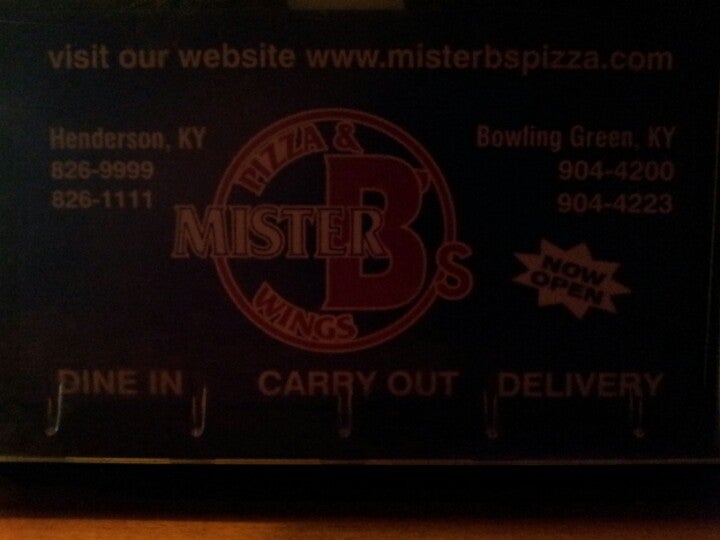 visit our website www.misterbspizza.com
Henderson, KY
826-9999
826-1111
Bowling Green, KY
904-4200
904-4223
PIZZA &
MISTER B's
WINGS
NOW
OPEN
DINE IN CARRY OUT DELIVERY